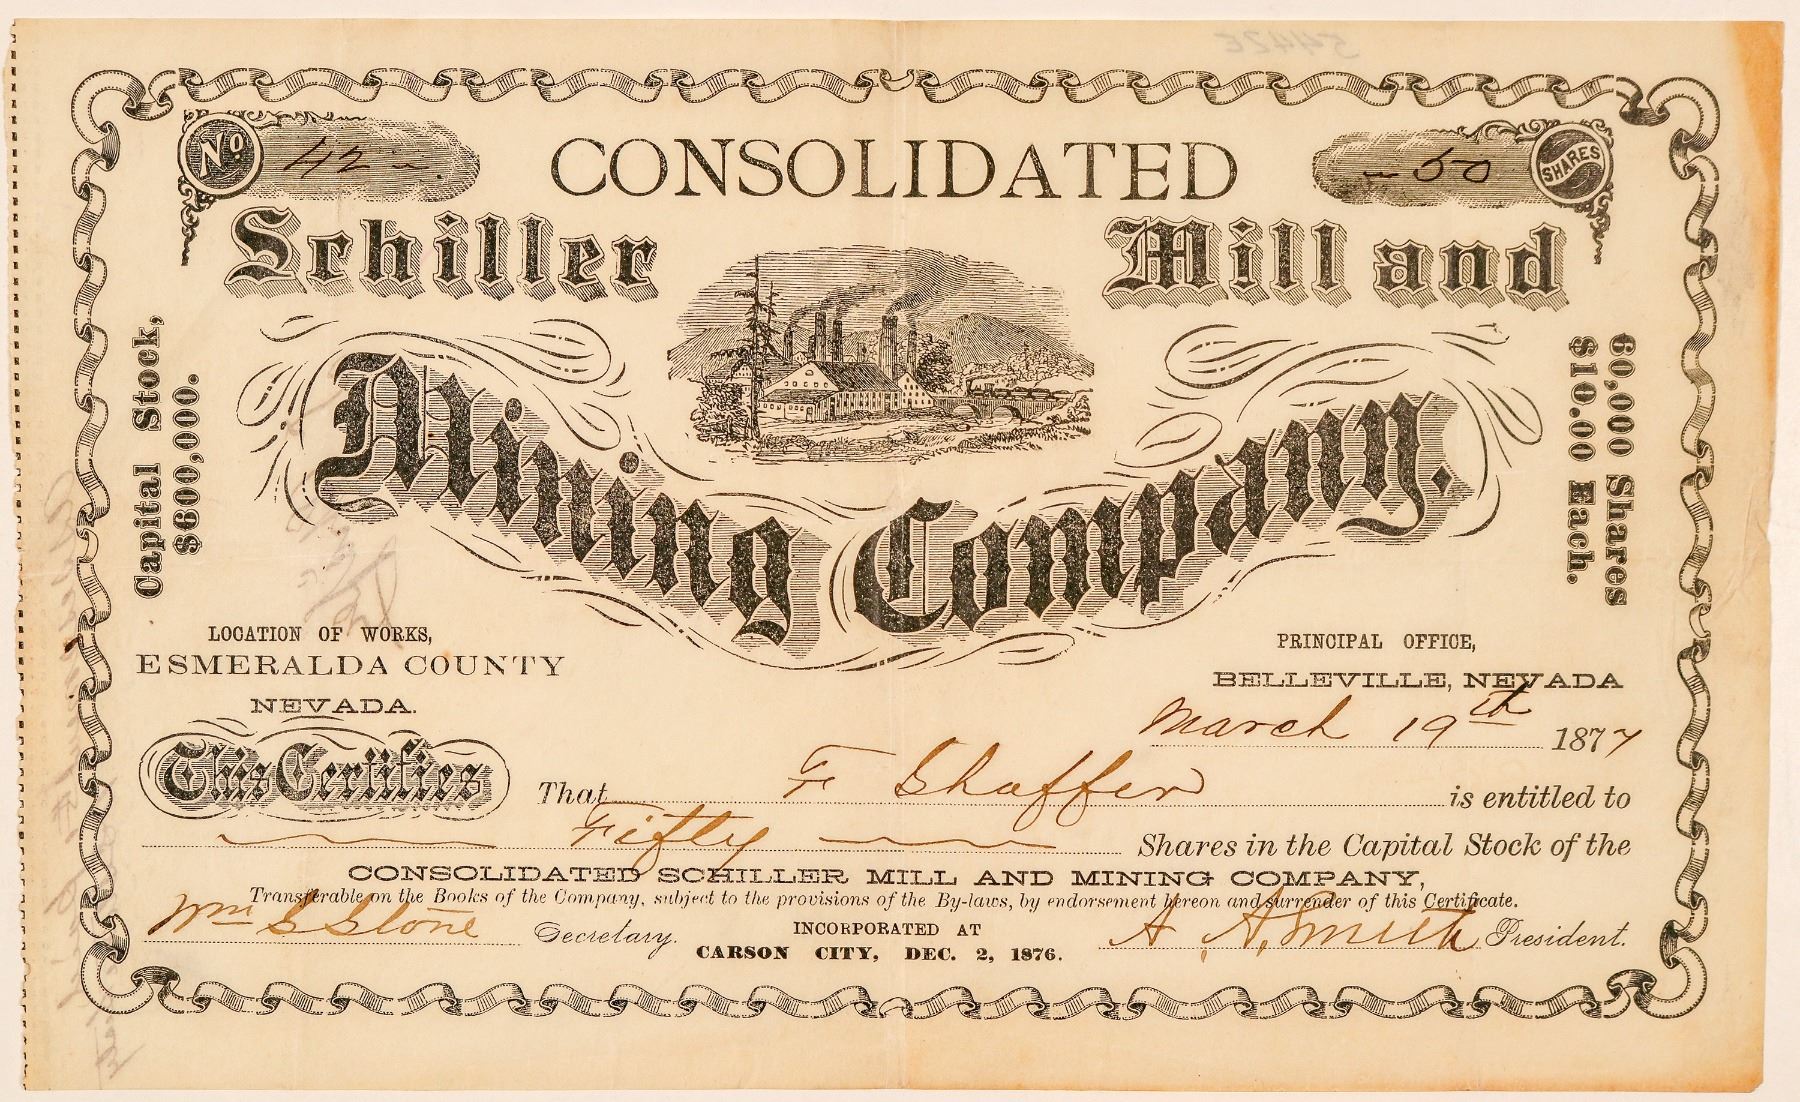 54426
No 42
CONSOLIDATED
50 SHARES
Schiller Mill and
Mining Company.
Capital Stock,
$600,000.
60,000 Shares
$10.00 Each.
LOCATION OF WORKS,
ESMERALDA COUNTY
NEVADA.
PRINCIPAL OFFICE,
BELLEVILLE, NEVADA
March 19th 1877
This Certifies That F Shaffer is entitled to
Fifty Shares in the Capital Stock of the
CONSOLIDATED SCHILLER MILL AND MINING COMPANY,
Transferable on the Books of the Company, subject to the provisions of the By-laws, by endorsement hereon and surrender of this Certificate.
Wm S Stone Secretary.
INCORPORATED AT
CARSON CITY, DEC. 2, 1876.
A. A. Smith President.